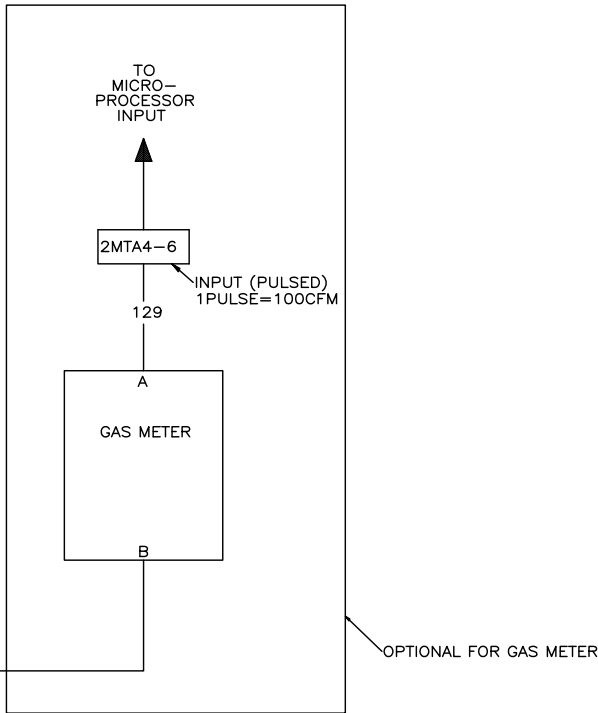 TO
MICRO-
PROCESSOR
INPUT
2MTA4-6
INPUT (PULSED)
1PULSE=100CFM
129
A
GAS METER
B
OPTIONAL FOR GAS METER